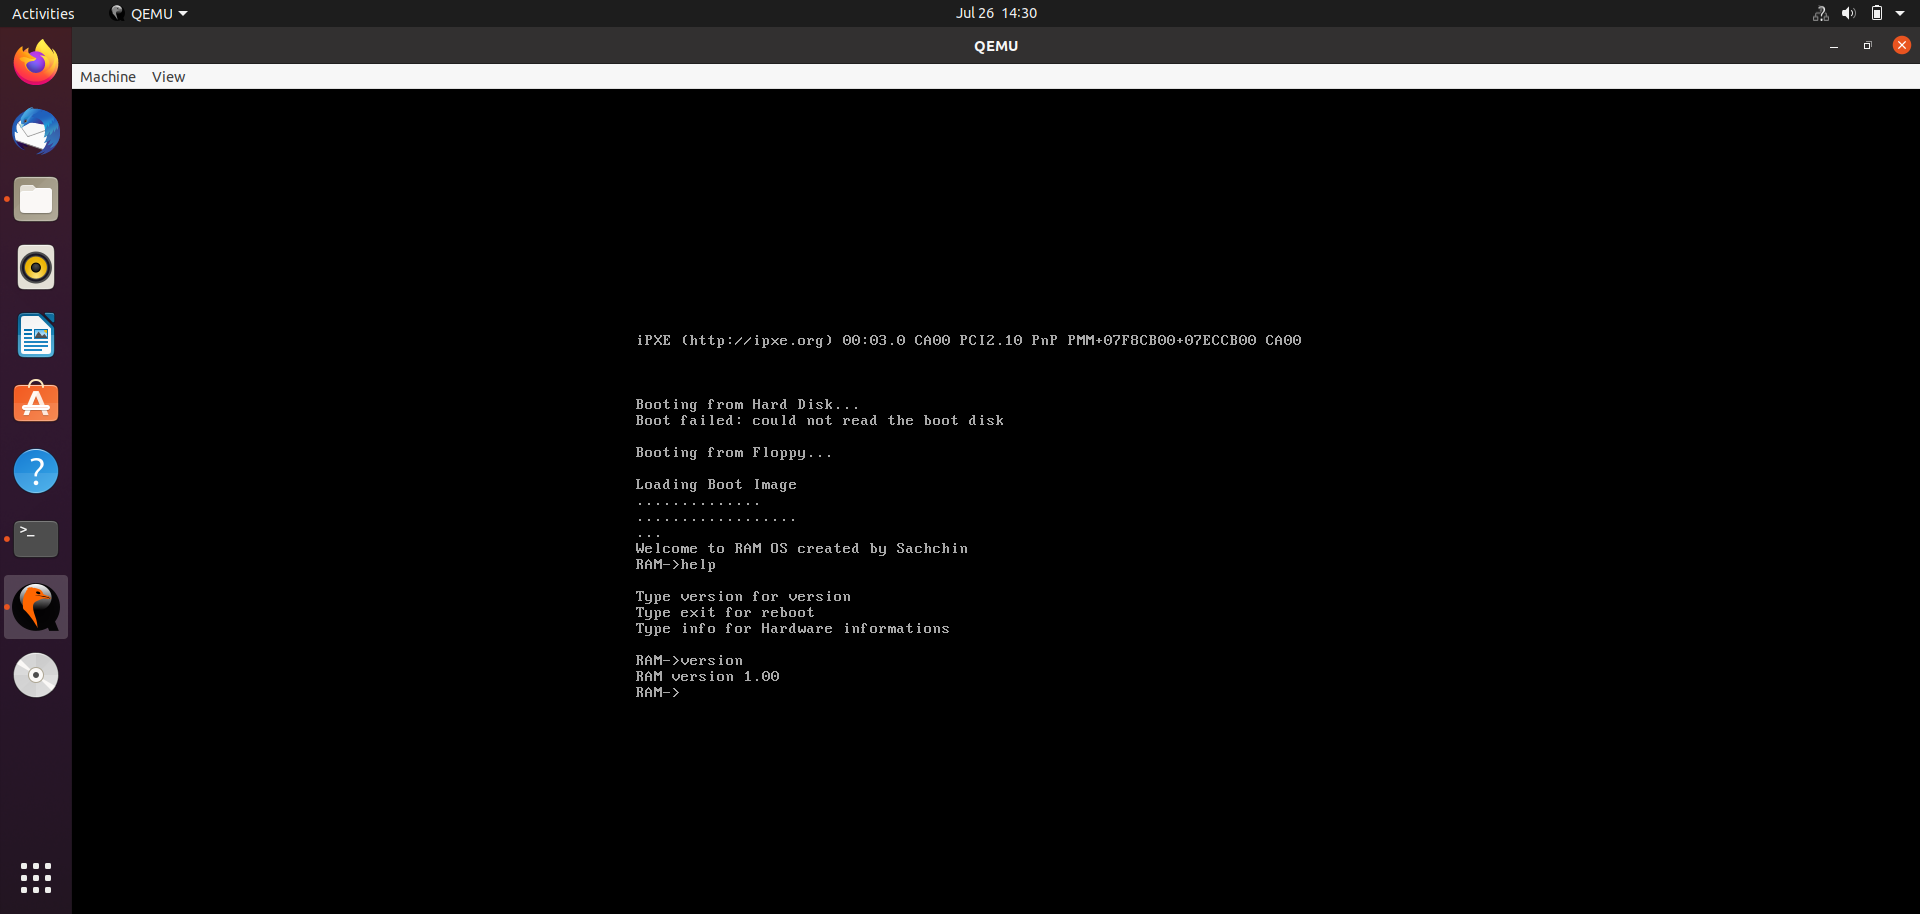 Activities
QEMU
Jul 26 14:30
QEMU
Machine View
iPXE (http://ipxe.org) 00:03.0 CA00 PCI2.10 PnP PMM+07F8CB00+07ECCB00 CA00
Booting from Hard Disk...
Boot failed: could not read the boot disk
Booting from Floppy...
Loading Boot Image
..............
..................
...
Welcome to RAM OS created by Sachchin
RAM->help
Type version for version
Type exit for reboot
Type info for Hardware informations
RAM->version
RAM version 1.00
RAM->